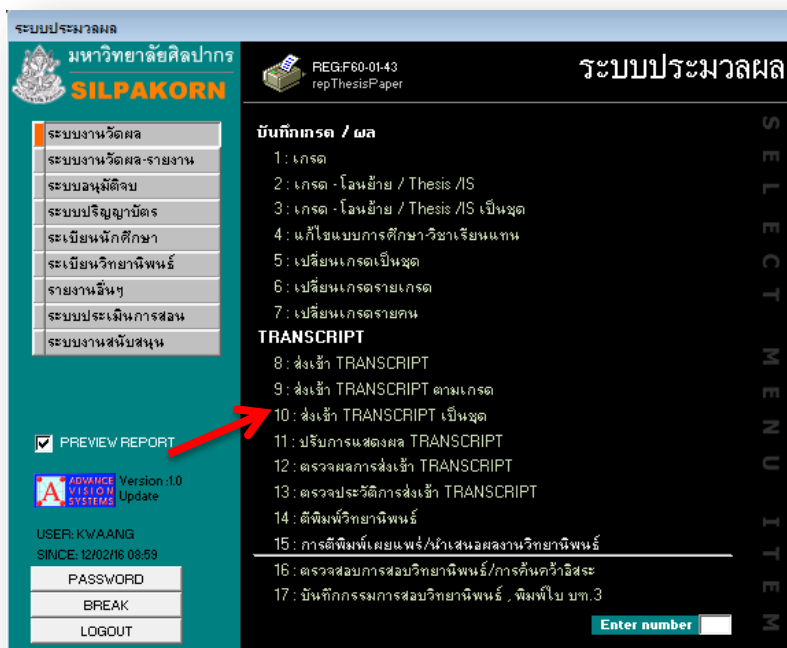 ระบบประมวลผล
มหาวิทยาลัยศิลปากร
SILPAKORN
REG:F60-01-43
repThesisPaper
ระบบประมวลผล
ระบบงานวัดผล
ระบบงานวัดผล-รายงาน
ระบบอนุมัติจบ
ระบบปริญญาบัตร
ระเบียนนักศึกษา
ระเบียนวิทยานิพนธ์
รายงานอื่นๆ
ระบบประเมินการสอน
ระบบงานสนับสนุน
PREVIEW REPORT
A
ADVANCE
VISION
SYSTEMS
Version :1.0
Update
USER: KWAANG
SINCE: 12/02/16 08:59
PASSWORD
BREAK
LOGOUT
บันทึกเกรด / ผล
1 : เกรด
2 : เกรด - โอนย้าย / Thesis /IS
3 : เกรด - โอนย้าย / Thesis /IS เป็นชุด
4 : แก้ไขแบบการศึกษา-วิชาเรียนแทน
5 : เปลี่ยนเกรดเป็นชุด
6 : เปลี่ยนเกรดรายเกรด
7 : เปลี่ยนเกรดรายคน
TRANSCRIPT
8 : ส่งเข้า TRANSCRIPT
9 : ส่งเข้า TRANSCRIPT ตามเกรด
10 : ส่งเข้า TRANSCRIPT เป็นชุด
11 : ปรับการแสดงผล TRANSCRIPT
12 : ตรวจผลการส่งเข้า TRANSCRIPT
13 : ตรวจประวัติการส่งเข้า TRANSCRIPT
14 : ตีพิมพ์วิทยานิพนธ์
15 : การตีพิมพ์เผยแพร่/นำเสนอผลงานวิทยานิพนธ์
16 : ตรวจสอบการสอบวิทยานิพนธ์/การค้นคว้าอิสระ
17 : บันทึกกรรมการสอบวิทยานิพนธ์ , พิมพ์ใบ บฑ.3
Enter number
SELECT MENU ITEM